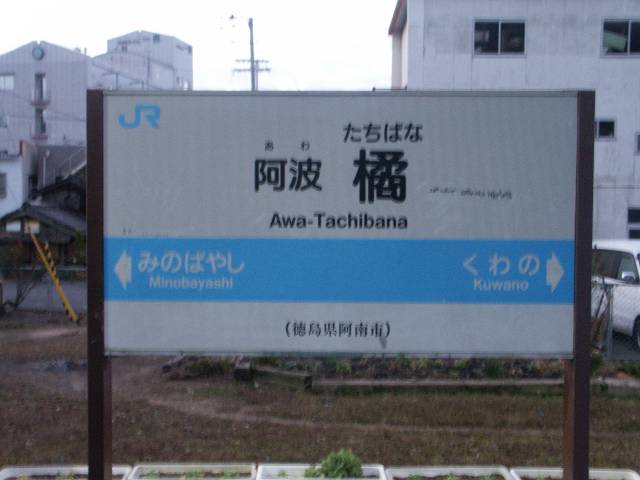 JR
あわ たちばな
阿波 橘
Awa-Tachibana
みのばやし くわの
Minobayashi Kuwano
(徳島県阿南市)